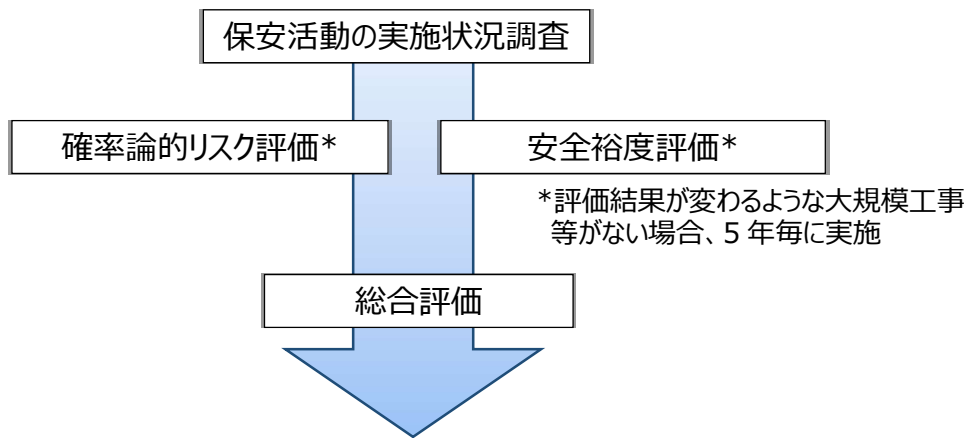 保安活動の実施状況調査
確率論的リスク評価*
安全裕度評価*
*評価結果が変わるような大規模工事
等がない場合、5 年毎に実施
総合評価